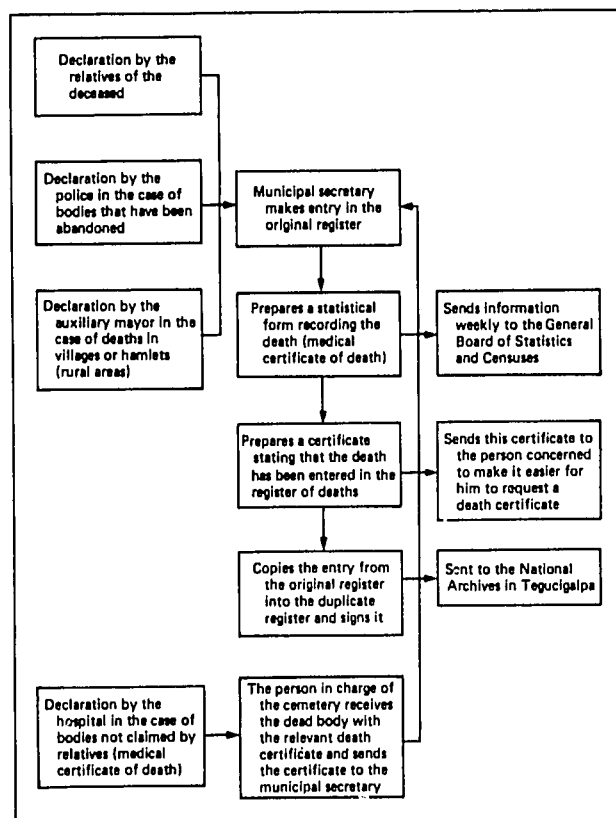 Declaration by the
relatives of the
deceased
Declaration by the
police in the case of
bodies that have been
abandoned
Municipal secretary
makes entry in the
original register
Declaration by the
auxiliary mayor in the
case of deaths in
villages or hamlets
(rural areas)
Prepares a statistical
form recording the
death (medical
certificate of death)
Sends information
weekly to the General
Board of Statistics
and Censuses
Prepares a certificate
stating that the death
has been entered in the
register of deaths
Sends this certificate to
the person concerned
to make it easier for
him to request a
death certificate
Copies the entry from
the original register
into the duplicate
register and signs it
Sent to the National
Archives in Tegucigalpa
Declaration by the
hospital in the case of
bodies not claimed by
relatives (medical
certificate of death)
The person in charge of
the cemetery receives
the dead body with
the relevant death
certificate and sends
the certificate to the
municipal secretary